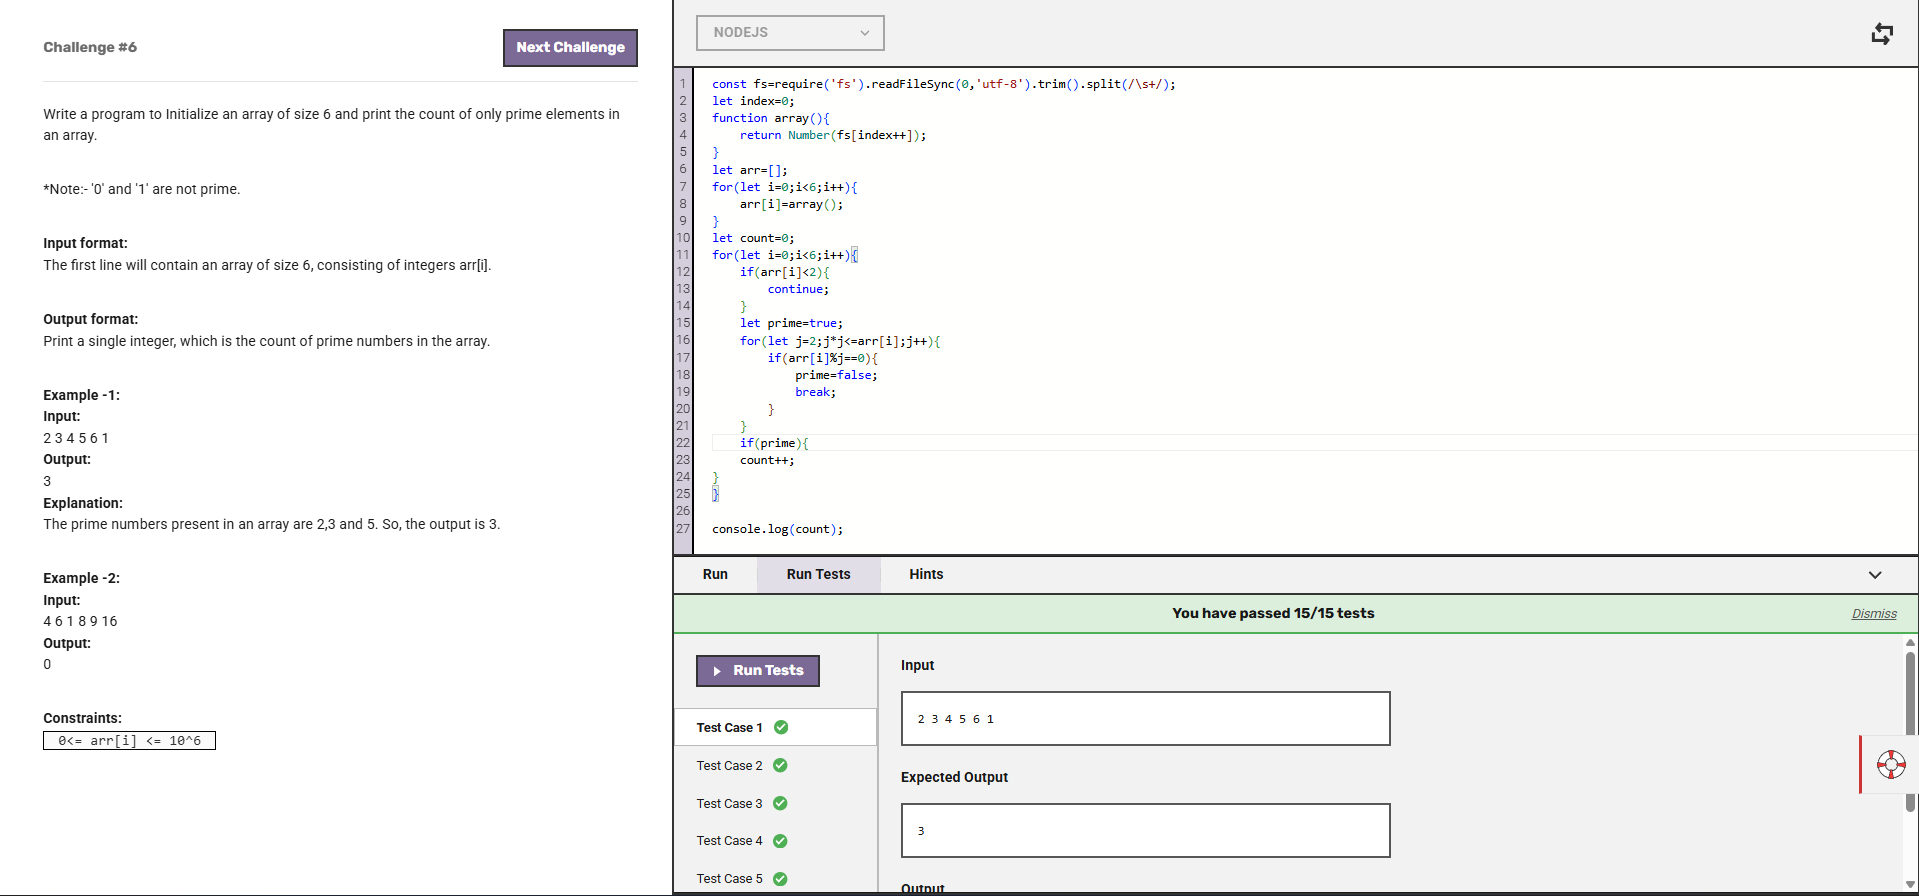 Challenge #6
Next Challenge
Write a program to Initialize an array of size 6 and print the count of only prime elements in
an array.
*Note:- '0' and '1' are not prime.
Input format:
The first line will contain an array of size 6, consisting of integers arr[i].
Output format:
Print a single integer, which is the count of prime numbers in the array.
Example -1:
Input:
2 3 4 5 6 1
Output:
3
Explanation:
The prime numbers present in an array are 2,3 and 5. So, the output is 3.
Example -2:
Input:
4 6 1 8 9 16
Output:
0
Constraints:
0<= arr[i] <= 10^6
NODEJS
1 const fs=require('fs').readFileSync(0,'utf-8').trim().split(/\s+/);
2 let index=0;
3 function array(){
4     return Number(fs[index++]);
5 }
6 let arr=[];
7 for(let i=0;i<6;i++){
8     arr[i]=array();
9 }
10 let count=0;
11 for(let i=0;i<6;i++){
12     if(arr[i]<2){
13         continue;
14     }
15     let prime=true;
16     for(let j=2;j*j<=arr[i];j++){
17         if(arr[i]%j==0){
18             prime=false;
19             break;
20         }
21     }
22     if(prime){
23     count++;
24 }
25 }
26
27 console.log(count);
Run
Run Tests
Hints
You have passed 15/15 tests
Dismiss
Run Tests
Test Case 1
Test Case 2
Test Case 3
Test Case 4
Test Case 5
Input
2 3 4 5 6 1
Expected Output
3
Output